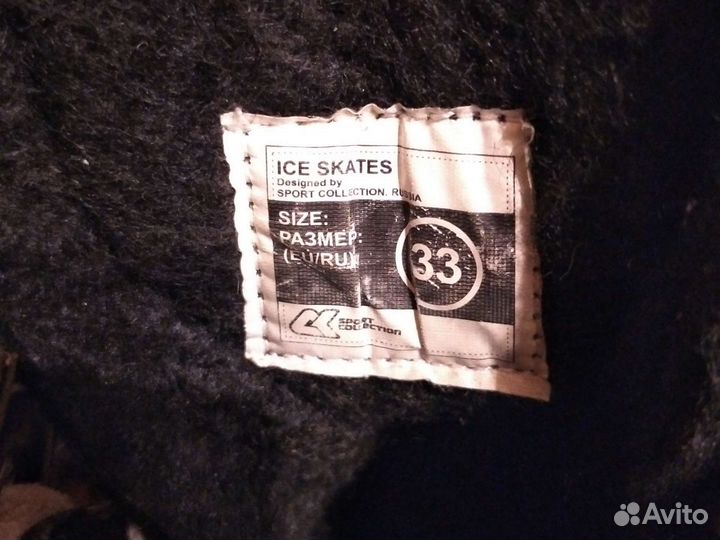 ICE SKATES
Designed by
SPORT COLLECTION. RUSSIA
SIZE:
РАЗМЕР:
(EU/RU)
33
SPORT
COLLECTION
Avito